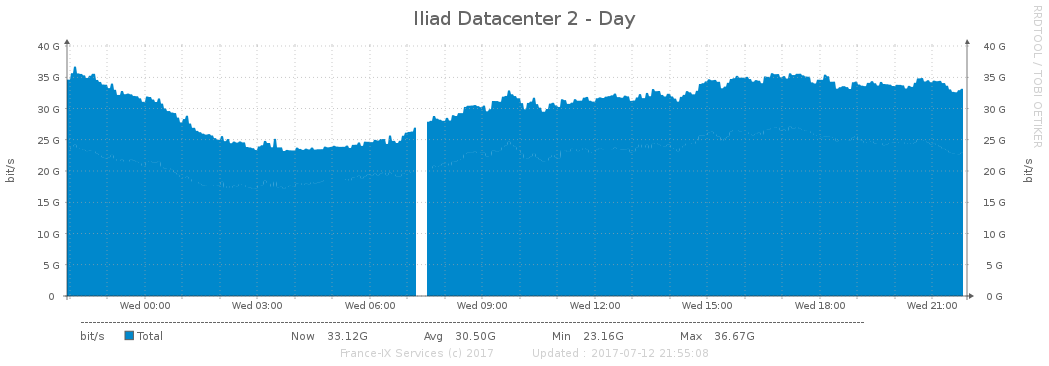 Iliad Datacenter 2 - Day
RRDTOOL / TOBI OETIKER
40 G 40 G
35 G 35 G
30 G 30 G
25 G 25 G
20 G 20 G
15 G 15 G
10 G 10 G
5 G 5 G
0 0 G
bit/s bit/s
Wed 00:00 Wed 03:00 Wed 06:00 Wed 09:00 Wed 12:00 Wed 15:00 Wed 18:00 Wed 21:00
bit/s Total Now 33.12G Avg 30.50G Min 23.16G Max 36.67G
France-IX Services (c) 2017 Updated : 2017-07-12 21:55:08